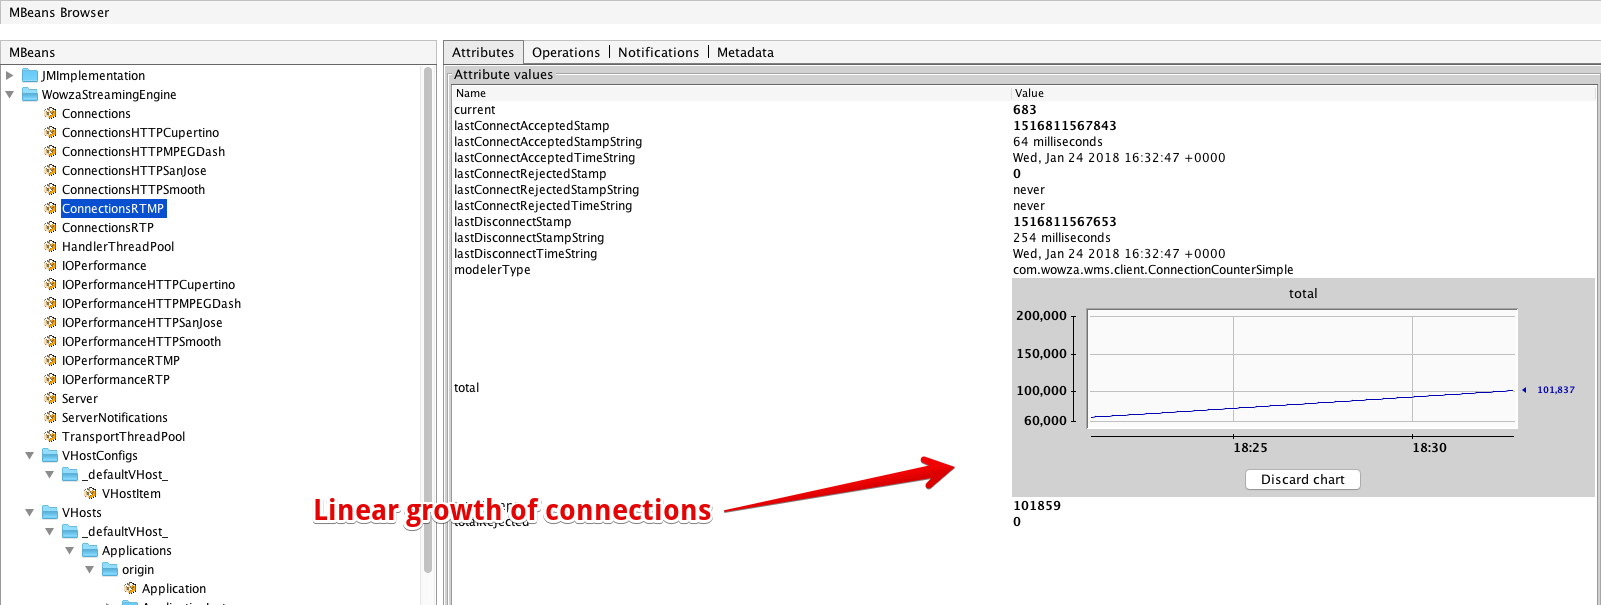 MBeans Browser
MBeans
JMImplementation
WowzaStreamingEngine
Connections
ConnectionsHTTPCupertino
ConnectionsHTTPMPEGDash
ConnectionsHTTPSanJose
ConnectionsHTTPSmooth
ConnectionsRTMP
ConnectionsRTP
HandlerThreadPool
IOPerformance
IOPerformanceHTTPCupertino
IOPerformanceHTTPMPEGDash
IOPerformanceHTTPSanJose
IOPerformanceHTTPSmooth
IOPerformanceRTMP
IOPerformanceRTP
Server
ServerNotifications
TransportThreadPool
VHostConfigs
_defaultVHost_
VHostItem
VHosts
_defaultVHost_
Applications
origin
Application
Attributes Operations Notifications Metadata
Attribute values
Name Value
current 683
lastConnectAcceptedStamp 1516811567843
lastConnectAcceptedStampString 64 milliseconds
lastConnectAcceptedTimeString Wed, Jan 24 2018 16:32:47 +0000
lastConnectRejectedStamp 0
lastConnectRejectedStampString never
lastConnectRejectedTimeString never
lastDisconnectStamp 1516811567653
lastDisconnectStampString 254 milliseconds
lastDisconnectTimeString Wed, Jan 24 2018 16:32:47 +0000
modelerType com.wowza.wms.client.ConnectionCounterSimple
total
total
200,000
150,000
100,000
60,000
101,837
18:25 18:30
Discard chart
101859
totalRejected 0
Linear growth of connections